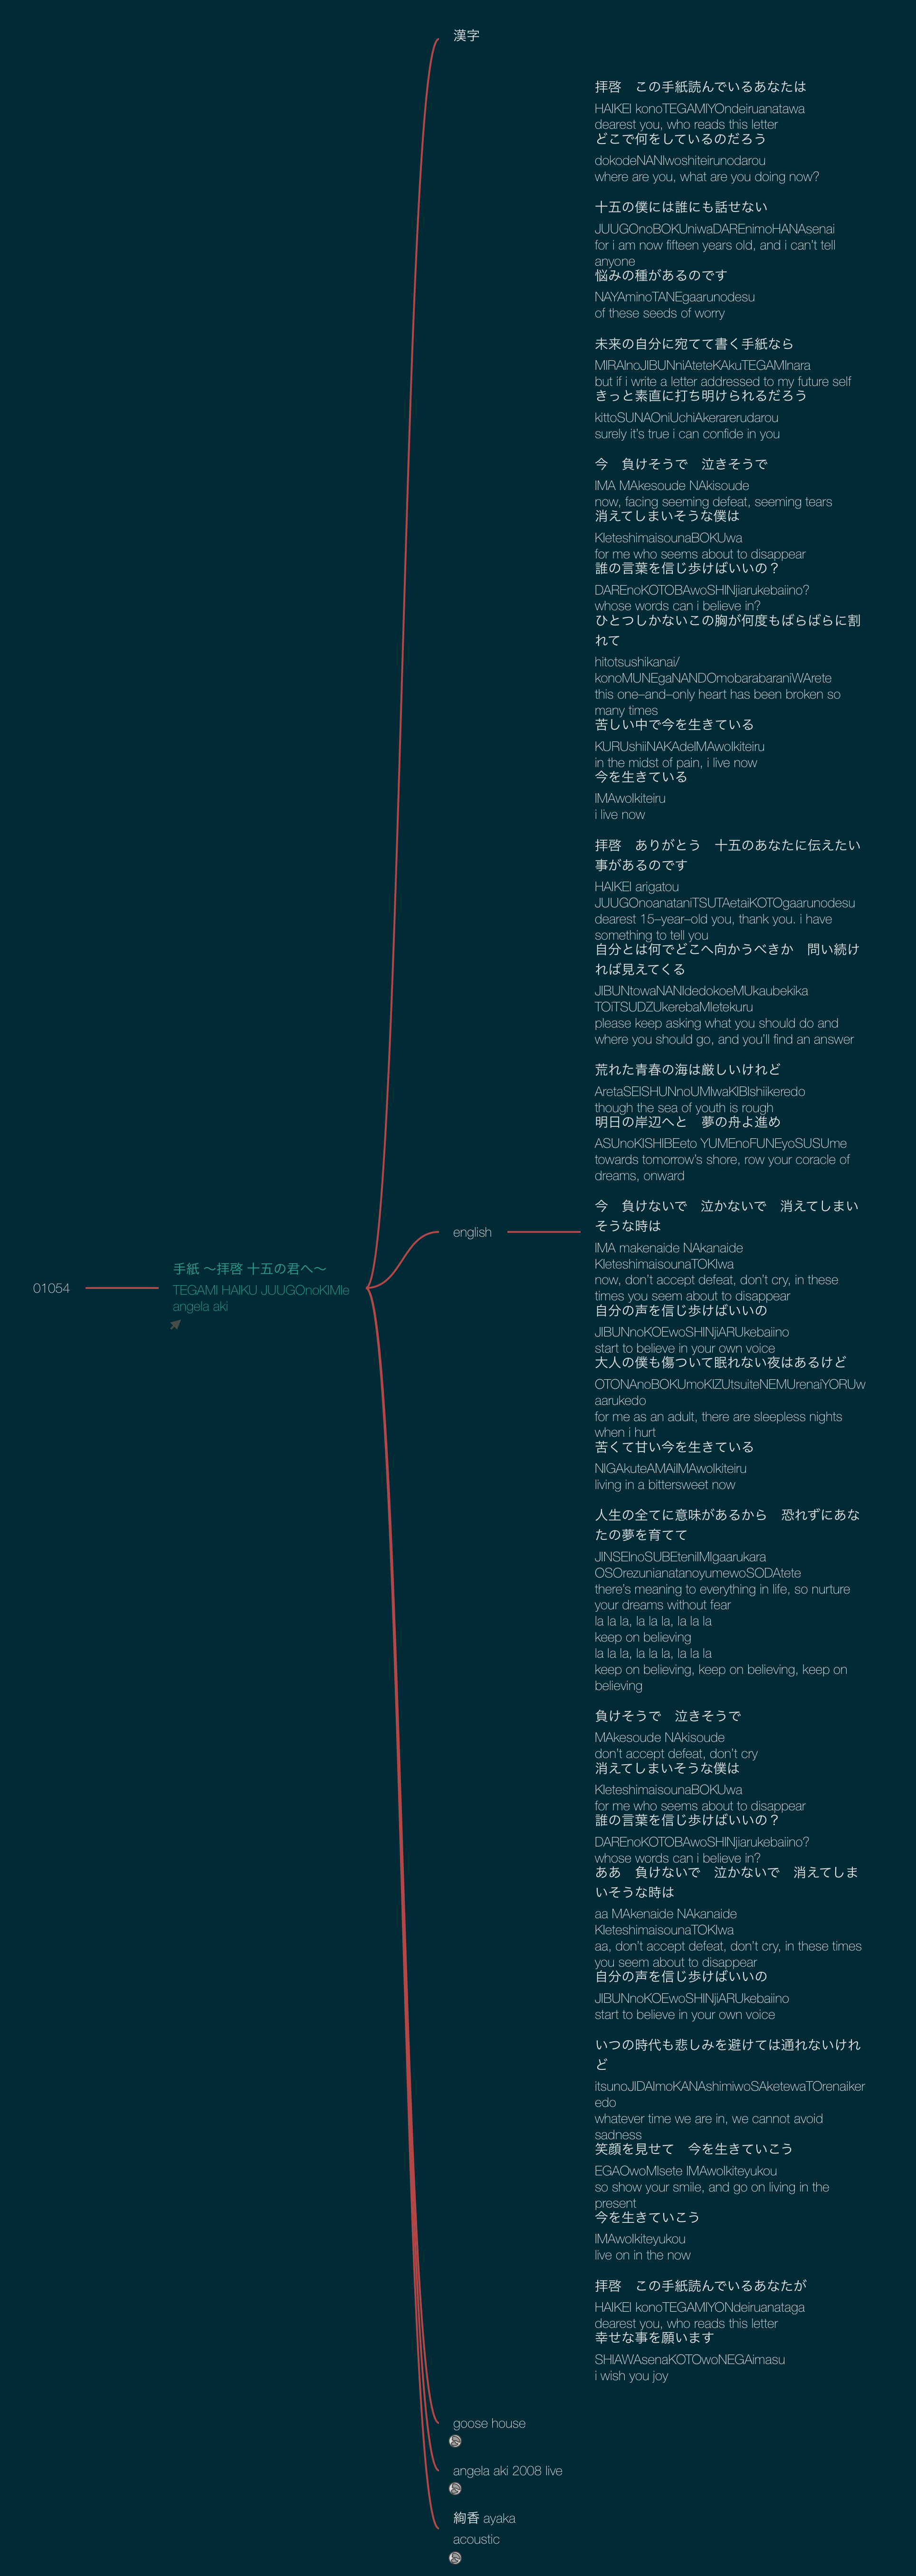 漢字
拝啓　この手紙読んでいるあなたは
HAIKEI konoTEGAMIYOndeiruanatawa
dearest you, who reads this letter
どこで何をしているのだろう
dokodeNANIwoshiteirunodarou
where are you, what are you doing now?
十五の僕には誰にも話せない
JUUGOnoBOKUniwaDAREnimoHANAsenai
for i am now fifteen years old, and i can't tell
anyone
悩みの種があるのです
NAYAminoTANEgaarunodesu
of these seeds of worry
未来の自分に宛てて書く手紙なら
MIRAInoJIBUNniAteteKAkuTEGAMInara
but if i write a letter addressed to my future self
きっと素直に打ち明けられるだろう
kittoSUNAOniUchiAkerarerudarou
surely it's true i can confide in you
今　負けそうで　泣きそうで
IMA MAkesoude NAkisoude
now, facing seeming defeat, seeming tears
消えてしまいそうな僕は
KIeteshimaisounaBOKUwa
for me who seems about to disappear
誰の言葉を信じ歩けばいいの？
DAREnoKOTOBAwoSHINjiarukebaiino?
whose words can i believe in?
ひとつしかないこの胸が何度もばらばらに割
れて
hitotsushikanai/
konoMUNEgaNANDOmobarabaraniWArete
this one–and–only heart has been broken so
many times
苦しい中で今を生きている
KURUshiiNAKAdeIMAwoIkiteiru
in the midst of pain, i live now
今を生きている
IMAwoIkiteiru
i live now
拝啓　ありがとう　十五のあなたに伝えたい
事があるのです
HAIKEI arigatou
JUUGOnoanataniTSUTAetaiKOTOgaarunodesu
dearest 15–year–old you, thank you. i have
something to tell you
自分とは何でどこへ向かうべきか　問い続け
れば見えてくる
JIBUNtowaNANIdedokoeMUkaubekika
TOiTSUDZUkerebaMIetekuru
please keep asking what you should do and
where you should go, and you'll find an answer
荒れた青春の海は厳しいけれど
AretaSEISHUNnoUMIwaKIBIshiikeredo
though the sea of youth is rough
明日の岸辺へと　夢の舟よ進め
ASUnoKISHIBEeto YUMEnoFUNEyoSUSUme
towards tomorrow's shore, row your coracle of
dreams, onward
今　負けないで　泣かないで　消えてしまい
そうな時は
IMA makenaide NAkanaide
KIeteshimaisounaTOKIwa
now, don't accept defeat, don't cry, in these
times you seem about to disappear
自分の声を信じ歩けばいいの
JIBUNnoKOEwoSHINjiARUkebaiino
start to believe in your own voice
大人の僕も傷ついて眠れない夜はあるけど
OTONAnoBOKUmoKIZUtsuiteNEMUrenaiYORUw
aarukedo
for me as an adult, there are sleepless nights
when i hurt
苦くて甘い今を生きている
NIGAkuteAMAiIMAwoIkiteiru
living in a bittersweet now
人生の全てに意味があるから　恐れずにあな
たの夢を育てて
JINSEInoSUBEteniIMIgaarukara
OSOrezunianatanoyumewoSODAtete
there's meaning to everything in life, so nurture
your dreams without fear
la la la, la la la, la la la
keep on believing
la la la, la la la, la la la
keep on believing, keep on believing, keep on
believing
負けそうで　泣きそうで
MAkesoude NAkisoude
don't accept defeat, don't cry
消えてしまいそうな僕は
KIeteshimaisounaBOKUwa
for me who seems about to disappear
誰の言葉を信じ歩けばいいの？
DAREnoKOTOBAwoSHINjiarukebaiino?
whose words can i believe in?
ああ　負けないで　泣かないで　消えてしま
いそうな時は
aa MAkenaide NAkanaide
KIeteshimaisounaTOKIwa
aa, don't accept defeat, don't cry, in these times
you seem about to disappear
自分の声を信じ歩けばいいの
JIBUNnoKOEwoSHINjiARUkebaiino
start to believe in your own voice
いつの時代も悲しみを避けては通れないけれ
ど
itsunoJIDAImoKANAshimiwoSAketewaTOrenaiker
edo
whatever time we are in, we cannot avoid
sadness
笑顔を見せて　今を生きていこう
EGAOwoMIsete IMAwoIkiteyukou
so show your smile, and go on living in the
present
今を生きていこう
IMAwoIkiteyukou
live on in the now
拝啓　この手紙読んでいるあなたが
HAIKEI konoTEGAMIYONdeiruanataga
dearest you, who reads this letter
幸せな事を願います
SHIAWAsenaKOTOwoNEGAimasu
i wish you joy
english
01054
手紙 〜拝啓 十五の君へ〜
TEGAMI HAIKU JUUGOnoKIMIe
angela aki
goose house
angela aki 2008 live
絢香 ayaka
acoustic